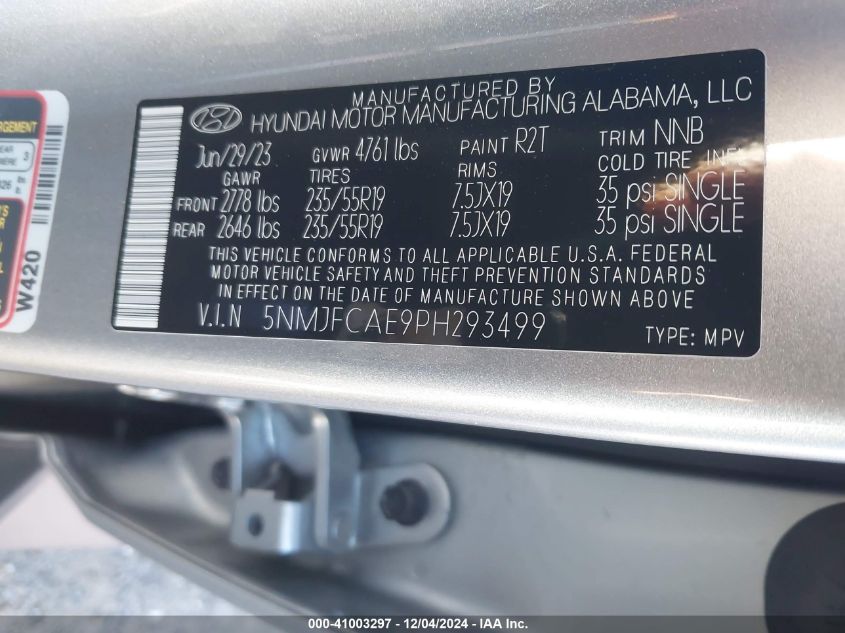 MANUFACTURED BY
HYUNDAI MOTOR MANUFACTURING ALABAMA, LLC
Jun/29/23 GVWR 4761 lbs PAINT R2T TRIM NNB
GAWR TIRES RIMS COLD TIRE INFL
FRONT 2778 lbs 235/55R19 7.5JX19 35 psi SINGLE
REAR 2646 lbs 235/55R19 7.5JX19 35 psi SINGLE
THIS VEHICLE CONFORMS TO ALL APPLICABLE U.S.A. FEDERAL
MOTOR VEHICLE SAFETY AND THEFT PREVENTION STANDARDS
IN EFFECT ON THE DATE OF MANUFACTURE SHOWN ABOVE
V.I.N 5NMJFCAE9PH293499 TYPE: MPV
3
W420
000-41003297 - 12/04/2024 - IAA, Inc.